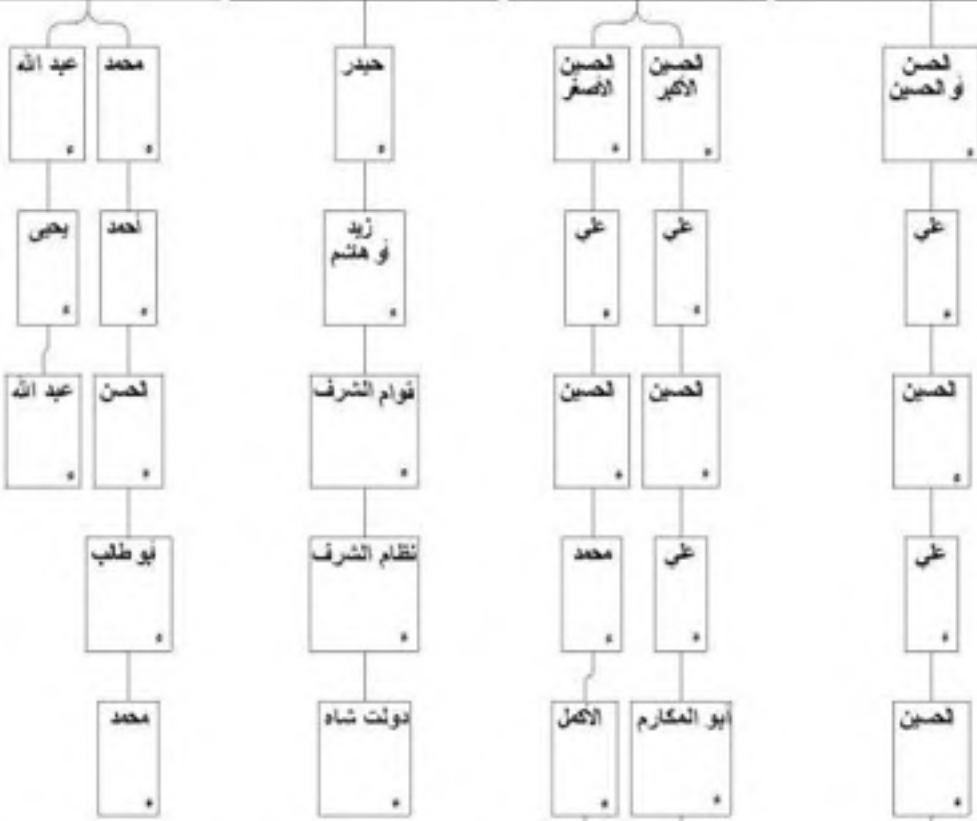 الحسن
أو الحسين
الحسين
الأكبر
الحسين
الأصغر
حيدر
محمد
عبد الله
علي
علي
علي
زيد
أو هاشم
أحمد
يحيى
الحسين
الحسين
الحسين
قوام الشرف
الحسن
عبد الله
علي
علي
محمد
نظام الشرف
أبو طالب
الحسين
أبو المكارم
الأكمل
دولت شاه
محمد